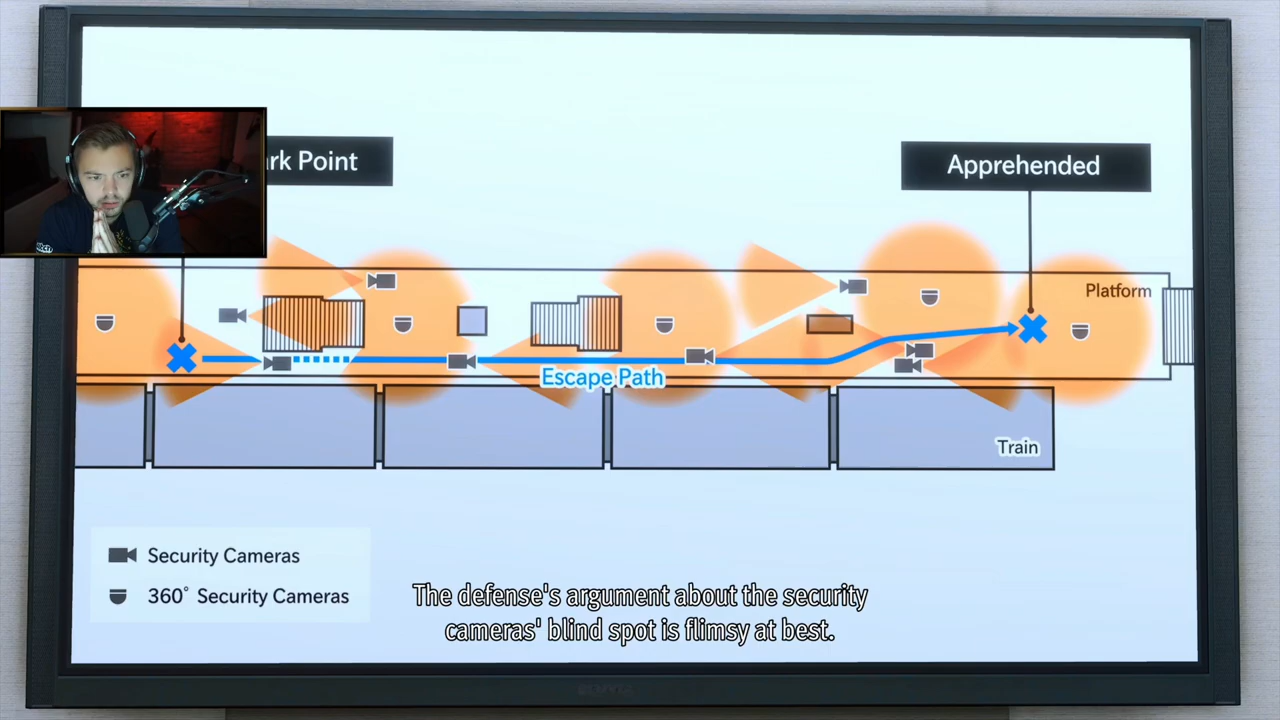 Point
Apprehended
Platform
Escape Path
Train
Security Cameras
360° Security Cameras
The defense's argument about the security
cameras' blind spot is flimsy at best.